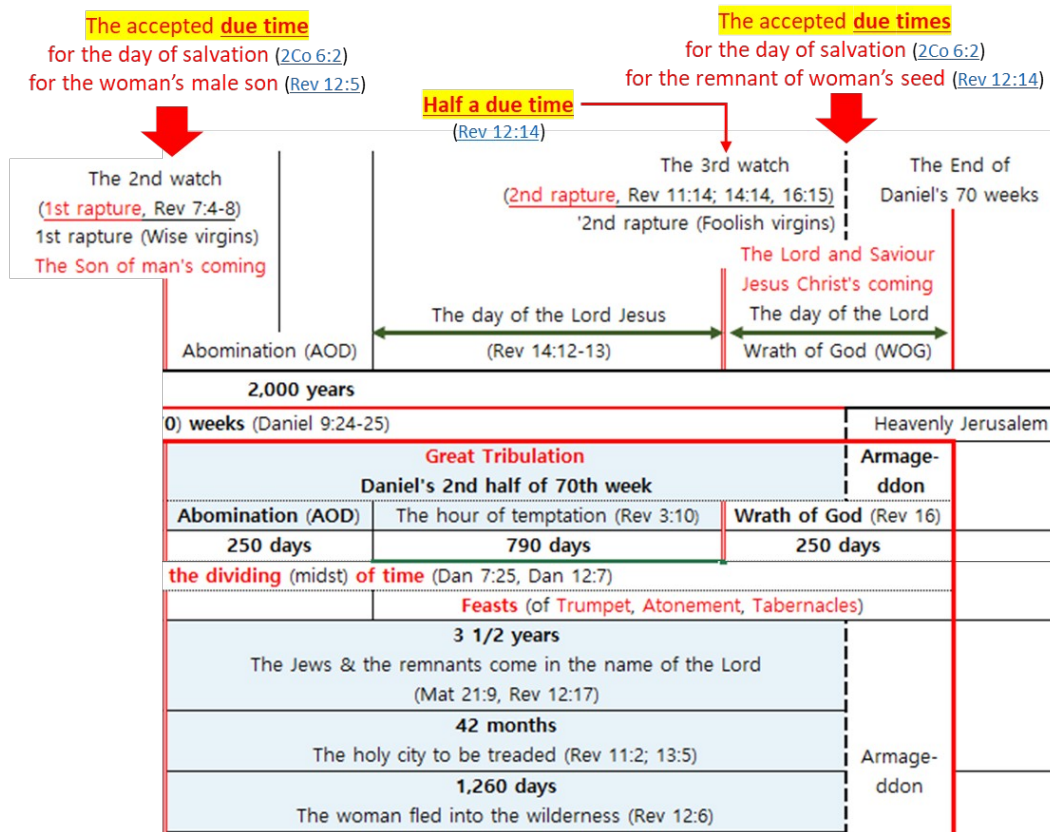 The accepted due time
for the day of salvation (2Co 6:2)
for the woman's male son (Rev 12:5)
The accepted due times
for the day of salvation (2Co 6:2)
for the remnant of woman's seed (Rev 12:14)
Half a due time
(Rev 12:14)
The 2nd watch
(1st rapture, Rev 7:4-8)
1st rapture (Wise virgins)
The Son of man's coming
The 3rd watch
(2nd rapture, Rev 11:14; 14:14, 16:15)
'2nd rapture (Foolish virgins)
The Lord and Saviour
Jesus Christ's coming
The End of
Daniel's 70 weeks
Abomination (AOD)
The day of the Lord Jesus
(Rev 14:12-13)
The day of the Lord
Wrath of God (WOG)
2,000 years
0) weeks (Daniel 9:24-25)
Heavenly Jerusalem
Great Tribulation
Daniel's 2nd half of 70th week
Armage-
ddon
Abomination (AOD)
The hour of temptation (Rev 3:10)
Wrath of God (Rev 16)
250 days
790 days
250 days
the dividing (midst) of time (Dan 7:25, Dan 12:7)
Feasts (of Trumpet, Atonement, Tabernacles)
3 1/2 years
The Jews & the remnants come in the name of the Lord
(Mat 21:9, Rev 12:17)
42 months
The holy city to be treaded (Rev 11:2; 13:5)
1,260 days
The woman fled into the wilderness (Rev 12:6)
Armage-
ddon